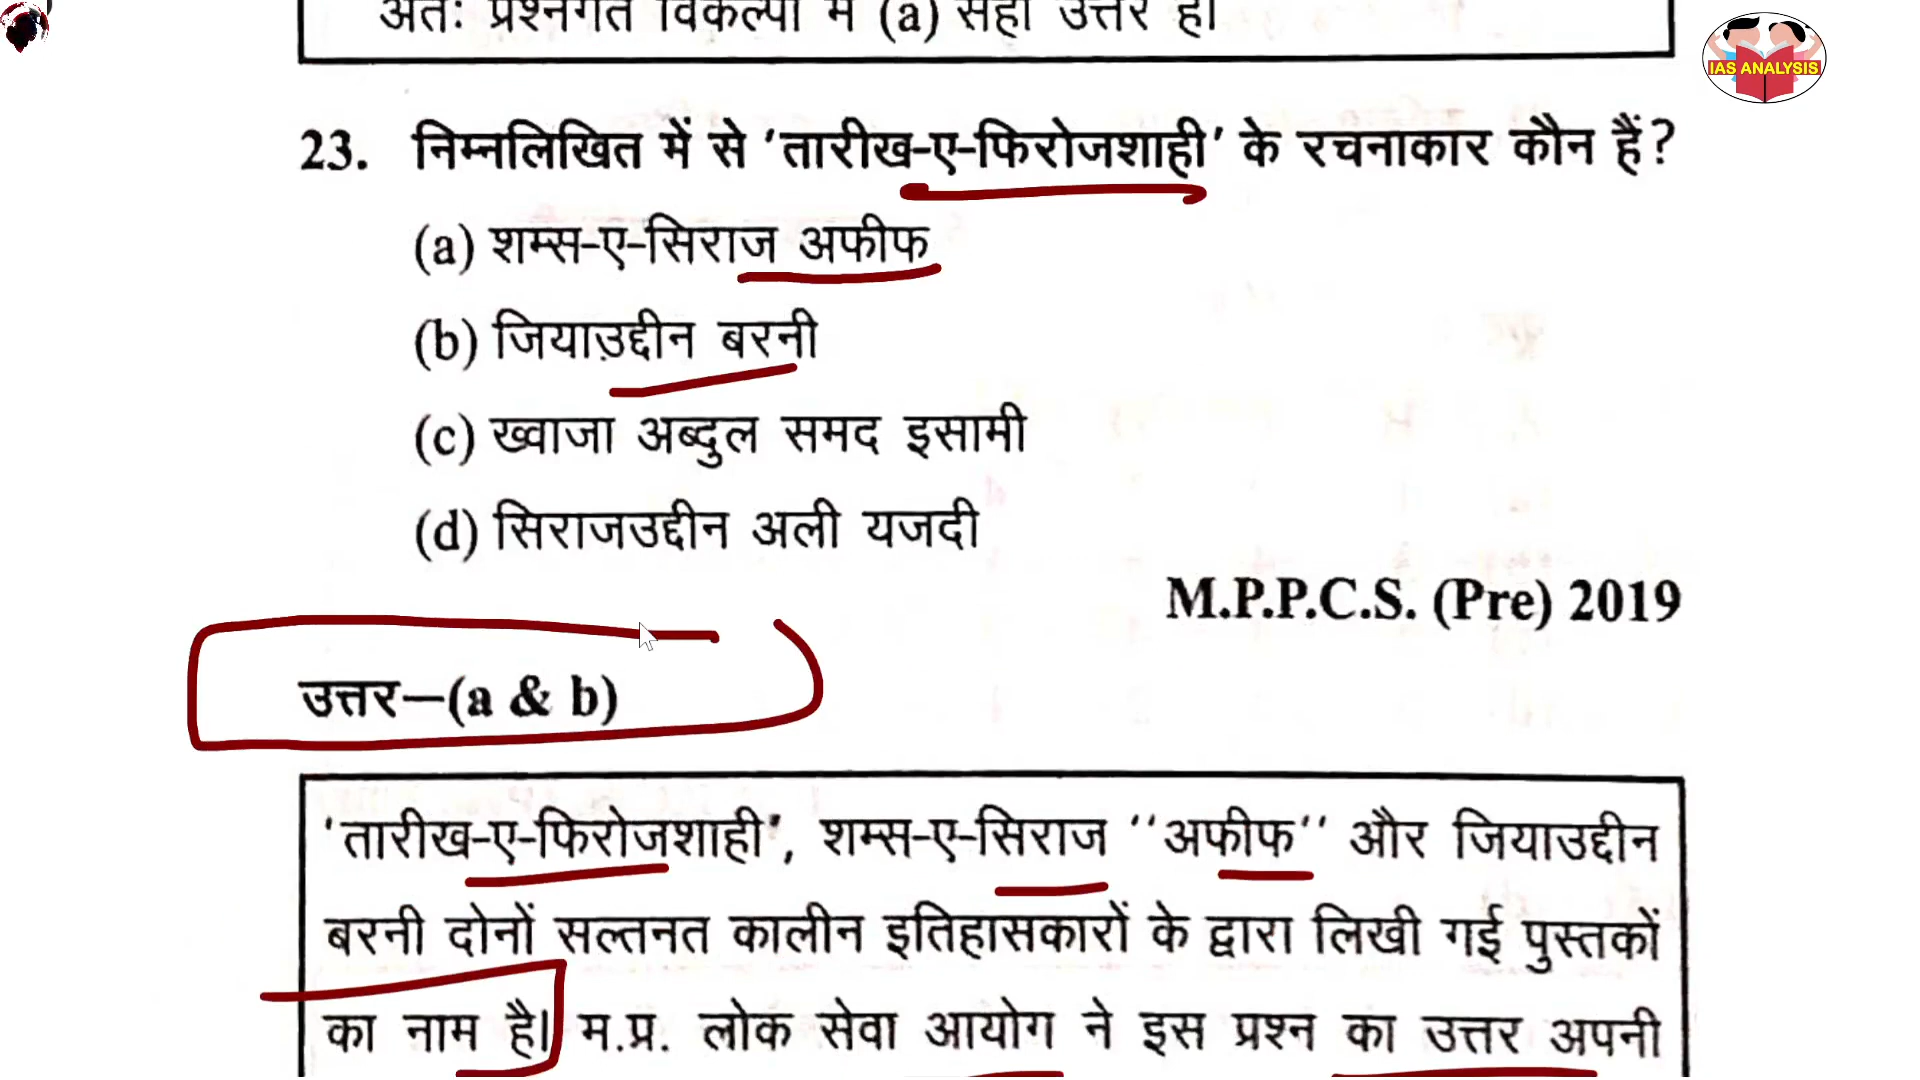 अतः प्रश्नगत विकल्पों में (a) सही उत्तर है।
IAS ANALYSIS
23. निम्नलिखित में से 'तारीख-ए-फिरोजशाही' के रचनाकार कौन हैं?
(a) शम्स-ए-सिराज अफीफ
(b) जियाउद्दीन बरनी
(c) ख्वाजा अब्दुल समद इसामी
(d) सिराजउद्दीन अली यजदी
M.P.P.C.S. (Pre) 2019
उत्तर—(a & b)
'तारीख-ए-फिरोजशाही', शम्स-ए-सिराज ''अफीफ'' और जियाउद्दीन
बरनी दोनों सल्तनत कालीन इतिहासकारों के द्वारा लिखी गई पुस्तकों
का नाम है। म.प्र. लोक सेवा आयोग ने इस प्रश्न का उत्तर अपनी